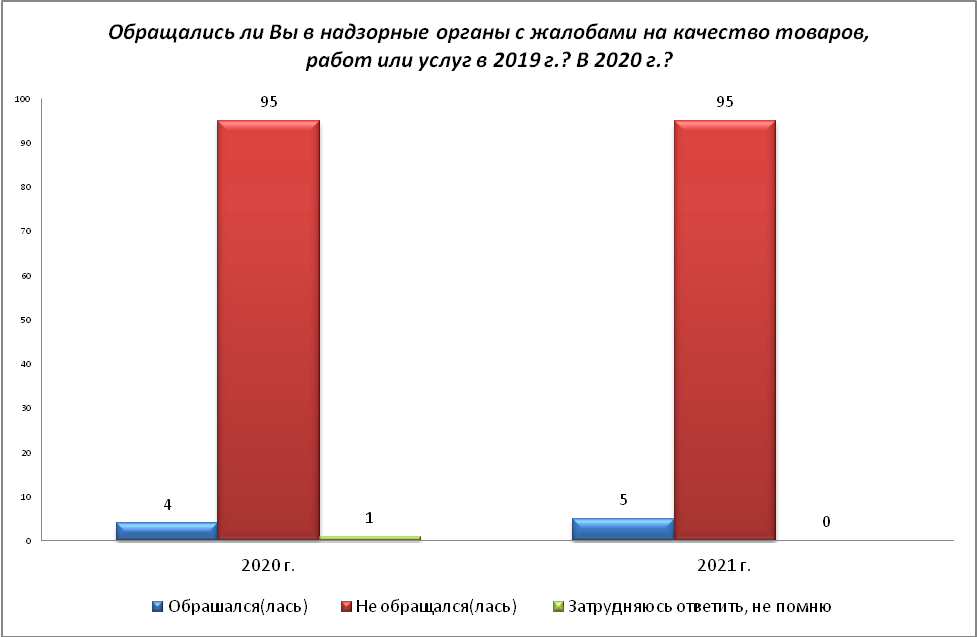 Обращались ли Вы в надзорные органы с жалобами на качество товаров,
работ или услуг в 2019 г.? В 2020 г.?
100
90
80
70
60
50
40
30
20
10
0
4
95
1
5
95
0
2020 г.
2021 г.
Обрашался(лась)
Не обращался(лась)
Затрудняюсь ответить, не помню